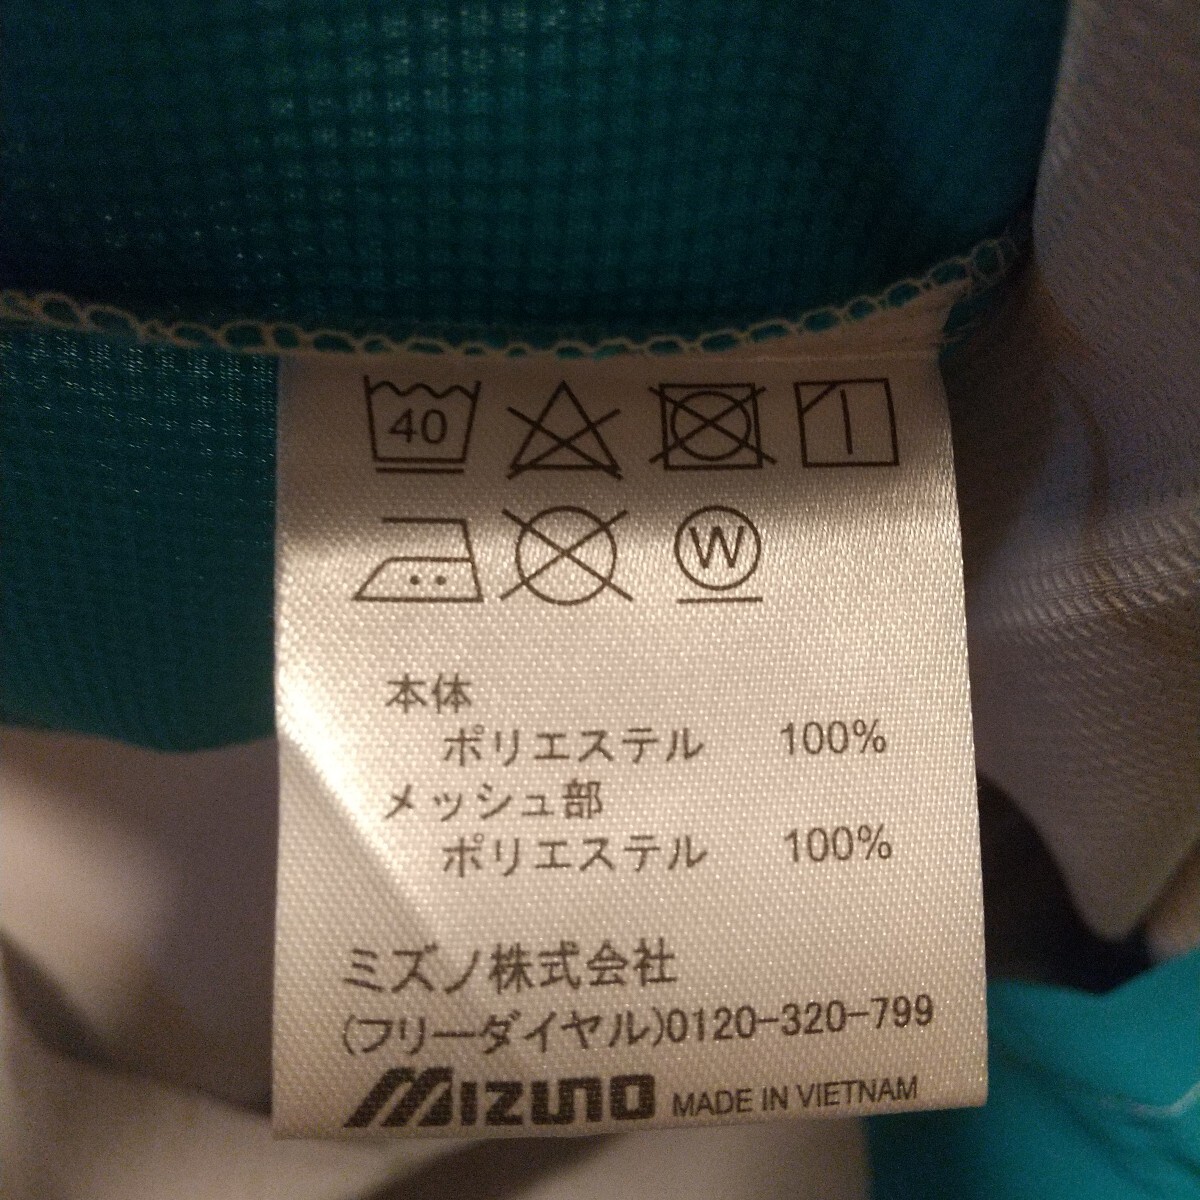 40
W
本体
ポリエステル 100%
メッシュ部
ポリエステル 100%
ミズノ株式会社
(フリーダイヤル)0120-320-799
MIZUNO MADE IN VIETNAM